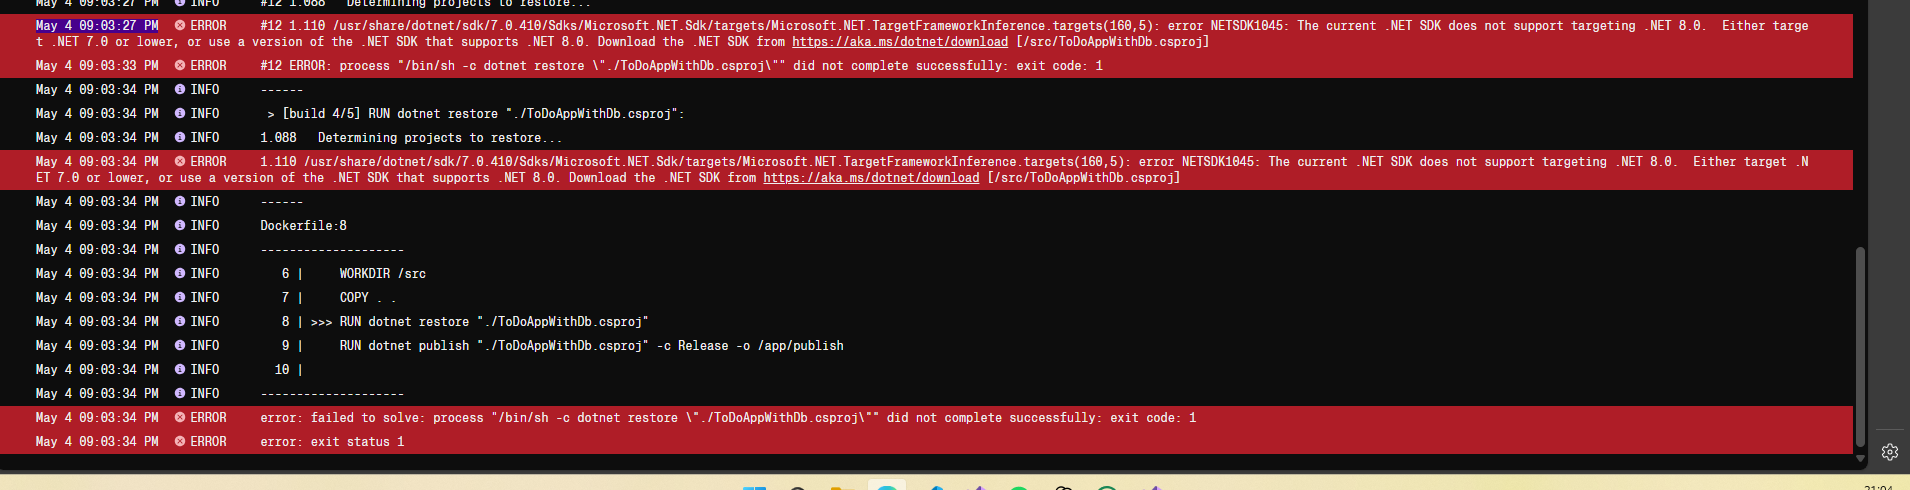 May 4 09:03:27 PM INFO #12 1.088   Determining projects to restore...
May 4 09:03:27 PM ERROR #12 1.110 /usr/share/dotnet/sdk/7.0.410/Sdks/Microsoft.NET.Sdk/targets/Microsoft.NET.TargetFrameworkInference.targets(160,5): error NETSDK1045: The current .NET SDK does not support targeting .NET 8.0.  Either targe
t .NET 7.0 or lower, or use a version of the .NET SDK that supports .NET 8.0. Download the .NET SDK from https://aka.ms/dotnet/download [/src/ToDoAppWithDb.csproj]
May 4 09:03:33 PM ERROR #12 ERROR: process "/bin/sh -c dotnet restore \"./ToDoAppWithDb.csproj\"" did not complete successfully: exit code: 1
May 4 09:03:34 PM INFO ------
May 4 09:03:34 PM INFO > [build 4/5] RUN dotnet restore "./ToDoAppWithDb.csproj":
May 4 09:03:34 PM INFO 1.088   Determining projects to restore...
May 4 09:03:34 PM ERROR 1.110 /usr/share/dotnet/sdk/7.0.410/Sdks/Microsoft.NET.Sdk/targets/Microsoft.NET.TargetFrameworkInference.targets(160,5): error NETSDK1045: The current .NET SDK does not support targeting .NET 8.0.  Either target .N
ET 7.0 or lower, or use a version of the .NET SDK that supports .NET 8.0. Download the .NET SDK from https://aka.ms/dotnet/download [/src/ToDoAppWithDb.csproj]
May 4 09:03:34 PM INFO ------
May 4 09:03:34 PM INFO Dockerfile:8
May 4 09:03:34 PM INFO --------------------
May 4 09:03:34 PM INFO 6 |     WORKDIR /src
May 4 09:03:34 PM INFO 7 |     COPY . .
May 4 09:03:34 PM INFO 8 | >>> RUN dotnet restore "./ToDoAppWithDb.csproj"
May 4 09:03:34 PM INFO 9 |     RUN dotnet publish "./ToDoAppWithDb.csproj" -c Release -o /app/publish
May 4 09:03:34 PM INFO 10 |
May 4 09:03:34 PM INFO --------------------
May 4 09:03:34 PM ERROR error: failed to solve: process "/bin/sh -c dotnet restore \"./ToDoAppWithDb.csproj\"" did not complete successfully: exit code: 1
May 4 09:03:34 PM ERROR error: exit status 1